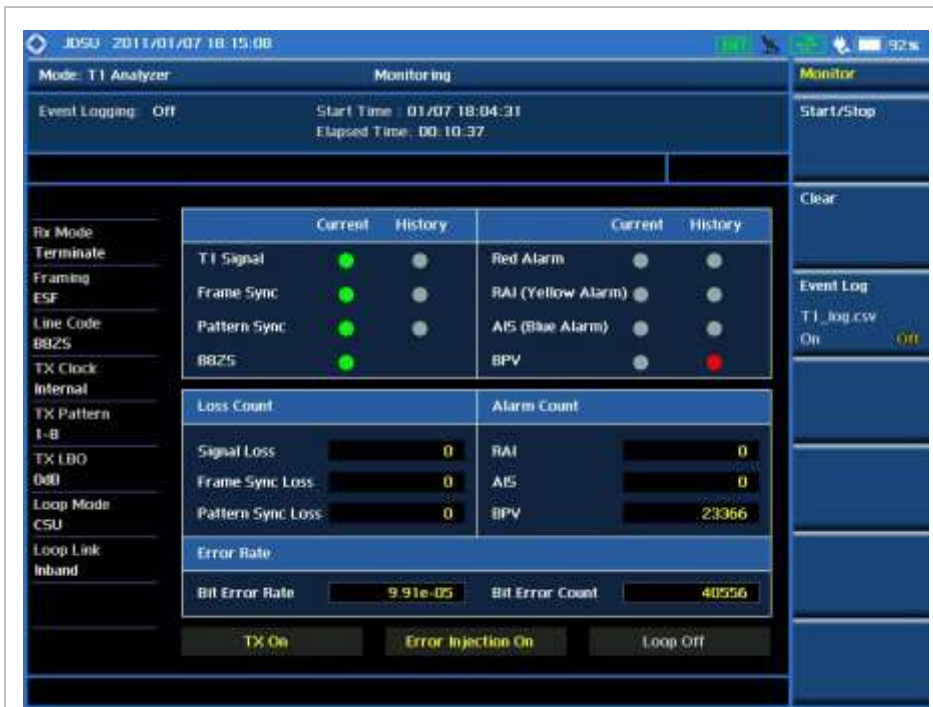 JDSU 2011/01/07 18:15:08
92%
Mode: T1 Analyzer Monitoring
Monitor
Event Logging: Off
Start Time : 01/07 18:04:31
Elapsed Time: 00:10:37
Start/Stop
Clear
Event Log
T1_log.csv
On Off
Rx Mode
Terminate
Framing
ESF
Line Code
B8ZS
TX Clock
Internal
TX Pattern
1-8
TX LBO
0dB
Loop Mode
CSU
Loop Link
Inband
Current History Current History
T1 Signal Red Alarm
Frame Sync RAI (Yellow Alarm)
Pattern Sync AIS (Blue Alarm)
B8ZS BPV
Loss Count Alarm Count
Signal Loss 0 RAI 0
Frame Sync Loss 0 AIS 0
Pattern Sync Loss 0 BPV 23366
Error Rate
Bit Error Rate 9.91e-05 Bit Error Count 40556
TX On Error Injection On Loop Off